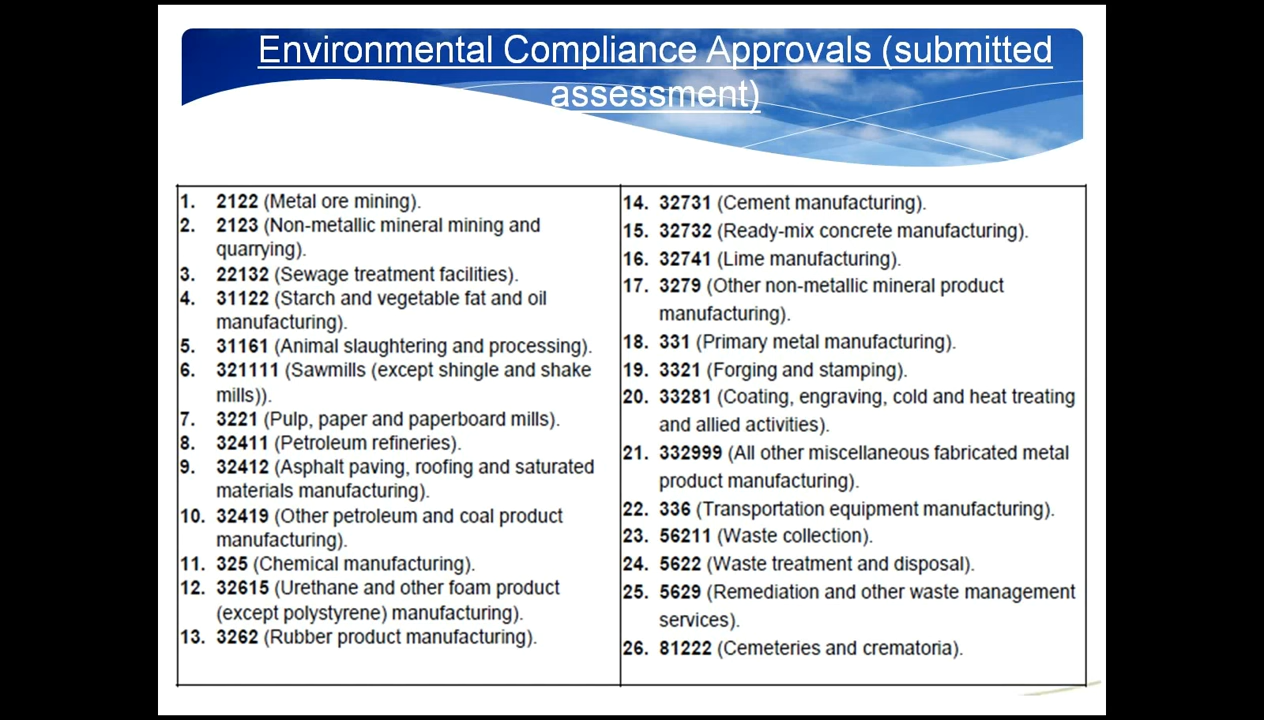 Environmental Compliance Approvals (submitted
assessment)
1. 2122 (Metal ore mining).
2. 2123 (Non-metallic mineral mining and
quarrying).
3. 22132 (Sewage treatment facilities).
4. 31122 (Starch and vegetable fat and oil
manufacturing).
5. 31161 (Animal slaughtering and processing).
6. 321111 (Sawmills (except shingle and shake
mills)).
7. 3221 (Pulp, paper and paperboard mills).
8. 32411 (Petroleum refineries).
9. 32412 (Asphalt paving, roofing and saturated
materials manufacturing).
10. 32419 (Other petroleum and coal product
manufacturing).
11. 325 (Chemical manufacturing).
12. 32615 (Urethane and other foam product
(except polystyrene) manufacturing).
13. 3262 (Rubber product manufacturing).
14. 32731 (Cement manufacturing).
15. 32732 (Ready-mix concrete manufacturing).
16. 32741 (Lime manufacturing).
17. 3279 (Other non-metallic mineral product
manufacturing).
18. 331 (Primary metal manufacturing).
19. 3321 (Forging and stamping).
20. 33281 (Coating, engraving, cold and heat treating
and allied activities).
21. 332999 (All other miscellaneous fabricated metal
product manufacturing).
22. 336 (Transportation equipment manufacturing).
23. 56211 (Waste collection).
24. 5622 (Waste treatment and disposal).
25. 5629 (Remediation and other waste management
services).
26. 81222 (Cemeteries and crematoria).